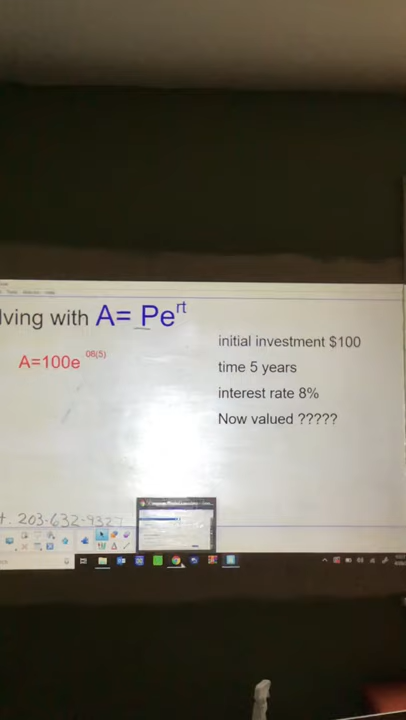 lving with A= Pe^rt
initial investment $100
A=100e^08(5)
time 5 years
interest rate 8%
Now valued ?????
t. 203-632-9327